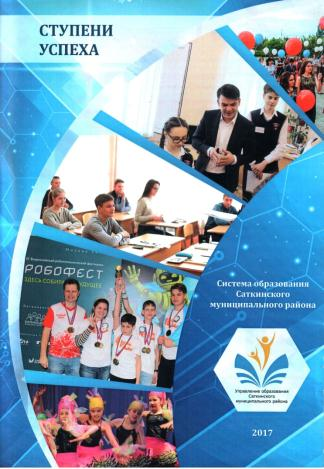 СТУПЕНИ
УСПЕХА
РОБОФЕСТ
Система образования
Саткинского
муниципального района
Управление образования
Саткинского
муниципального района
2017